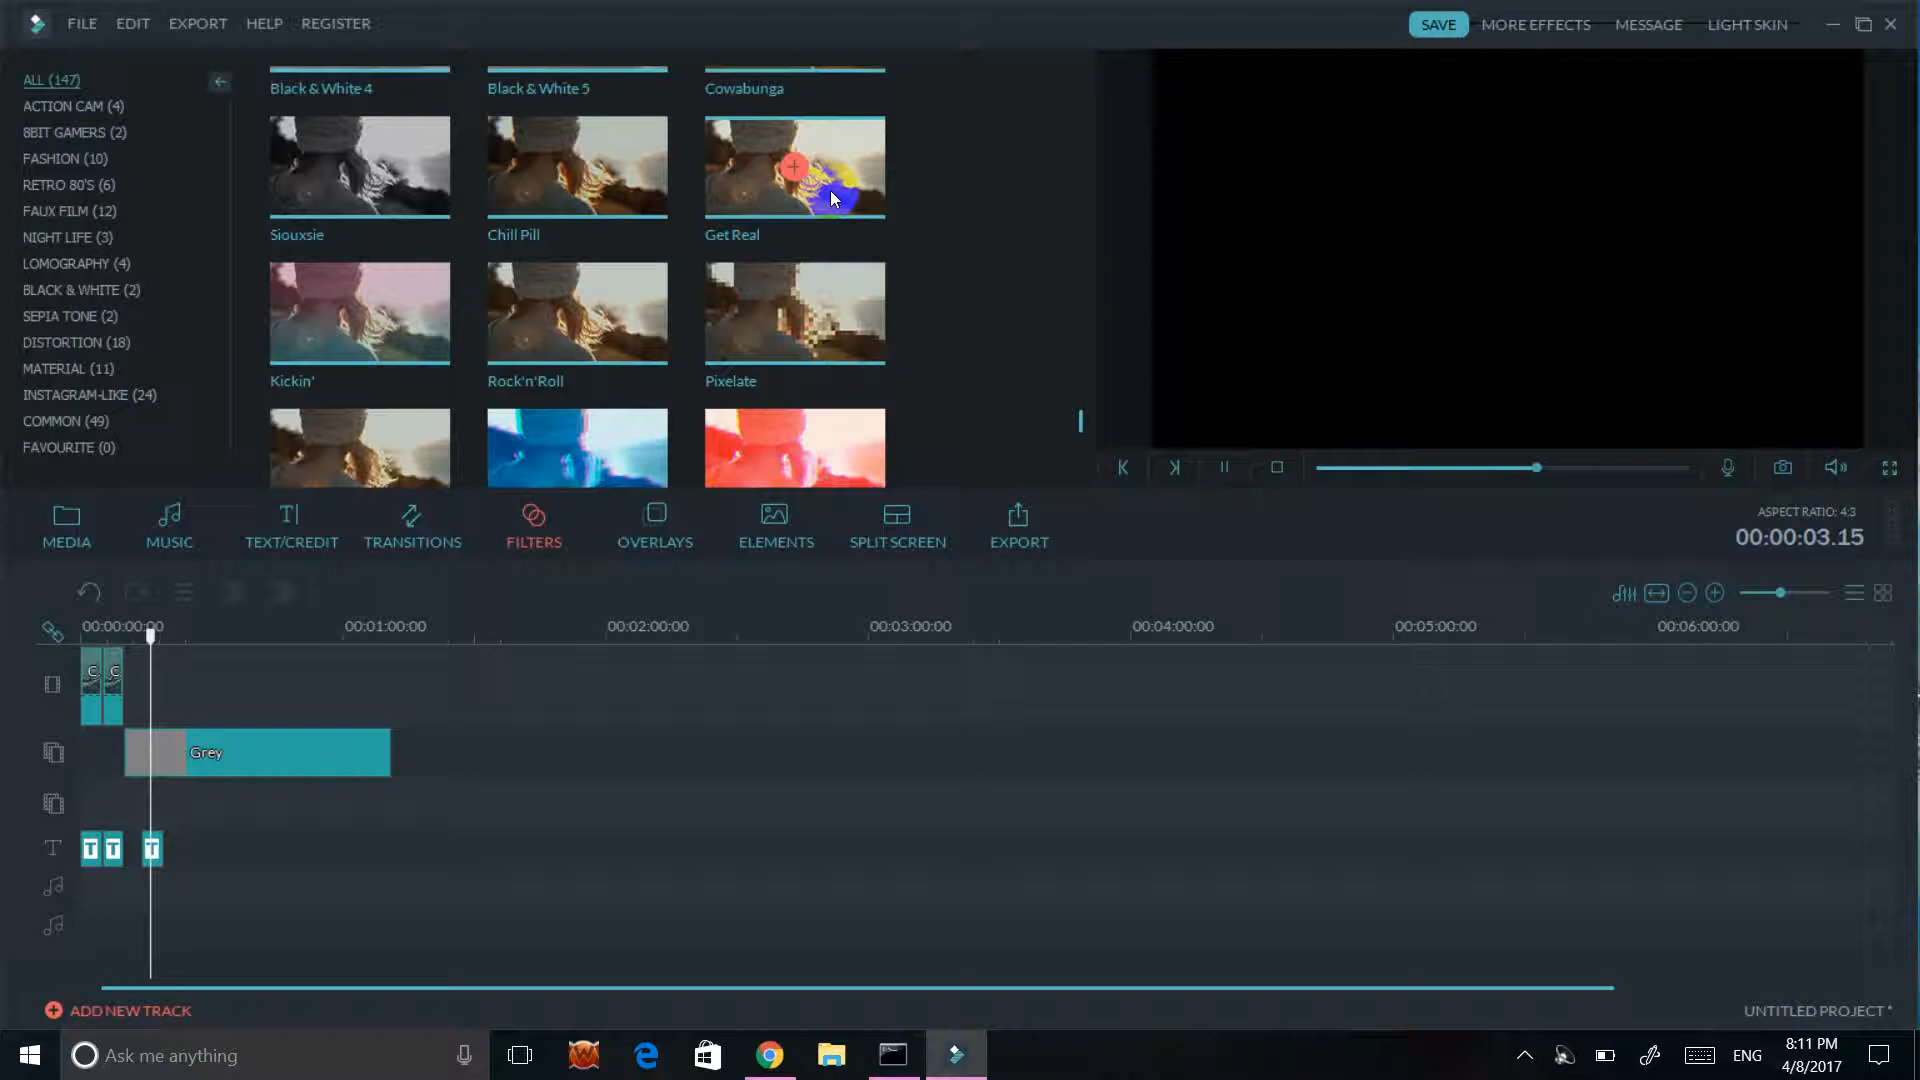 FILE EDIT EXPORT HELP REGISTER
SAVE MORE EFFECTS MESSAGE LIGHT SKIN
ALL (147)
ACTION CAM (4)
8BIT GAMERS (2)
FASHION (10)
RETRO 80'S (6)
FAUX FILM (12)
NIGHT LIFE (3)
LOMOGRAPHY (4)
BLACK & WHITE (2)
SEPIA TONE (2)
DISTORTION (18)
MATERIAL (11)
INSTAGRAM-LIKE (24)
COMMON (49)
FAVOURITE (0)
Black & White 4 Black & White 5 Cowabunga
Siouxsie Chill Pill Get Real
Kickin' Rock'n'Roll Pixelate
MEDIA MUSIC TEXT/CREDIT TRANSITIONS FILTERS OVERLAYS ELEMENTS SPLIT SCREEN EXPORT
ASPECT RATIO: 4:3
00:00:03.15
00:00:00:00 00:01:00:00 00:02:00:00 00:03:00:00 00:04:00:00 00:05:00:00 00:06:00:00
C C
Grey
T T T
ADD NEW TRACK
UNTITLED PROJECT *
Ask me anything
ENG
8:11 PM
4/8/2017